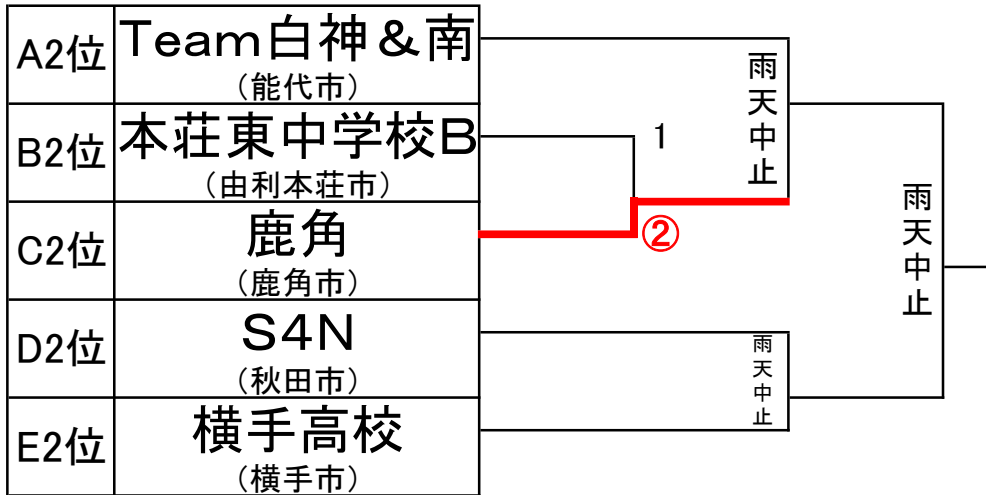 A2位
Team白神&南
(能代市)
B2位
本荘東中学校B
(由利本荘市)
C2位
鹿角
(鹿角市)
D2位
S4N
(秋田市)
E2位
横手高校
(横手市)
1
②
雨天中止
雨天中止
雨天中止